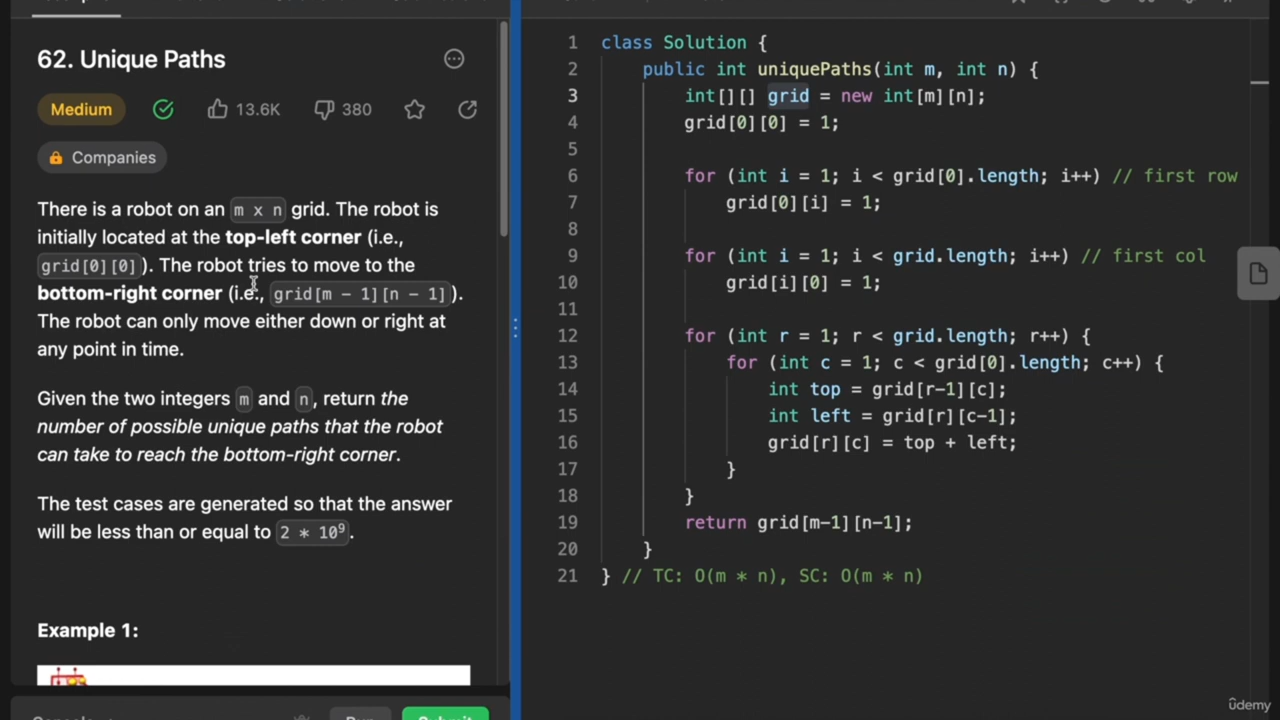 62. Unique Paths
Medium 13.6K 380
Companies
There is a robot on an m x n grid. The robot is
initially located at the top-left corner (i.e.,
grid[0][0]). The robot tries to move to the
bottom-right corner (i.e., grid[m - 1][n - 1]).
The robot can only move either down or right at
any point in time.
Given the two integers m and n, return the
number of possible unique paths that the robot
can take to reach the bottom-right corner.
The test cases are generated so that the answer
will be less than or equal to 2 * 10⁹.
Example 1:
Submit
1 class Solution {
2 public int uniquePaths(int m, int n) {
3 int[][] grid = new int[m][n];
4 grid[0][0] = 1;
5
6 for (int i = 1; i < grid[0].length; i++) // first row
7 grid[0][i] = 1;
8
9 for (int i = 1; i < grid.length; i++) // first col
10 grid[i][0] = 1;
11
12 for (int r = 1; r < grid.length; r++) {
13 for (int c = 1; c < grid[0].length; c++) {
14 int top = grid[r-1][c];
15 int left = grid[r][c-1];
16 grid[r][c] = top + left;
17 }
18 }
19 return grid[m-1][n-1];
20 }
21 } // TC: O(m * n), SC: O(m * n)
ûdemy